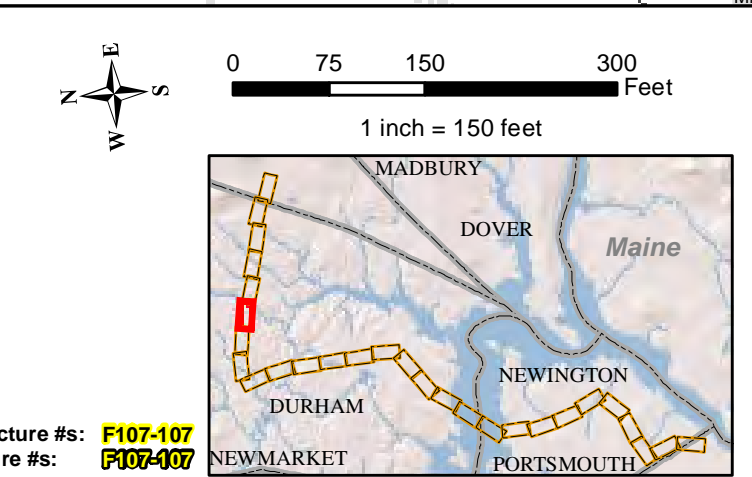 E
N S
W
0 75 150 300
Feet
1 inch = 150 feet
MADBURY
DOVER
Maine
NEWINGTON
DURHAM
cture #s: F107-107
re #s: F107-107
NEWMARKET
PORTSMOUTH